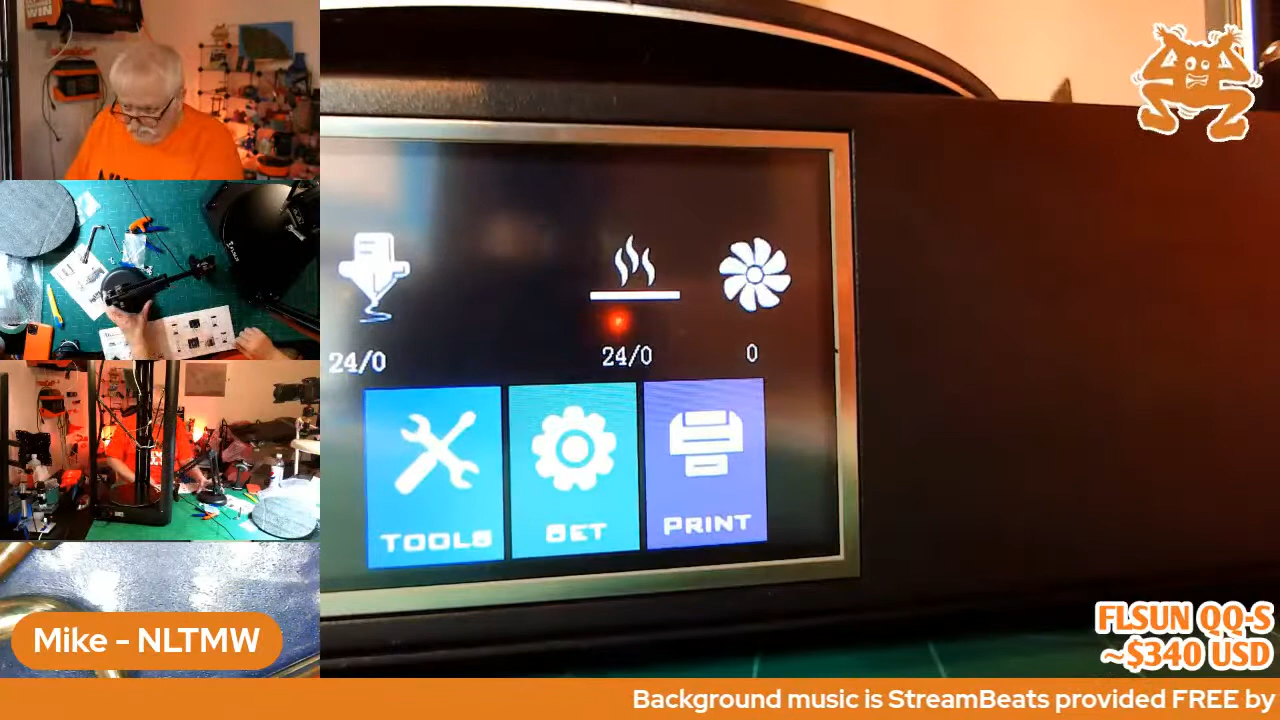 WIN
24/0
24/0
0
TOOLS
SET
PRINT
Mike - NLTMW
FLSUN QQ-S
~$340 USD
Background music is StreamBeats provided FREE by